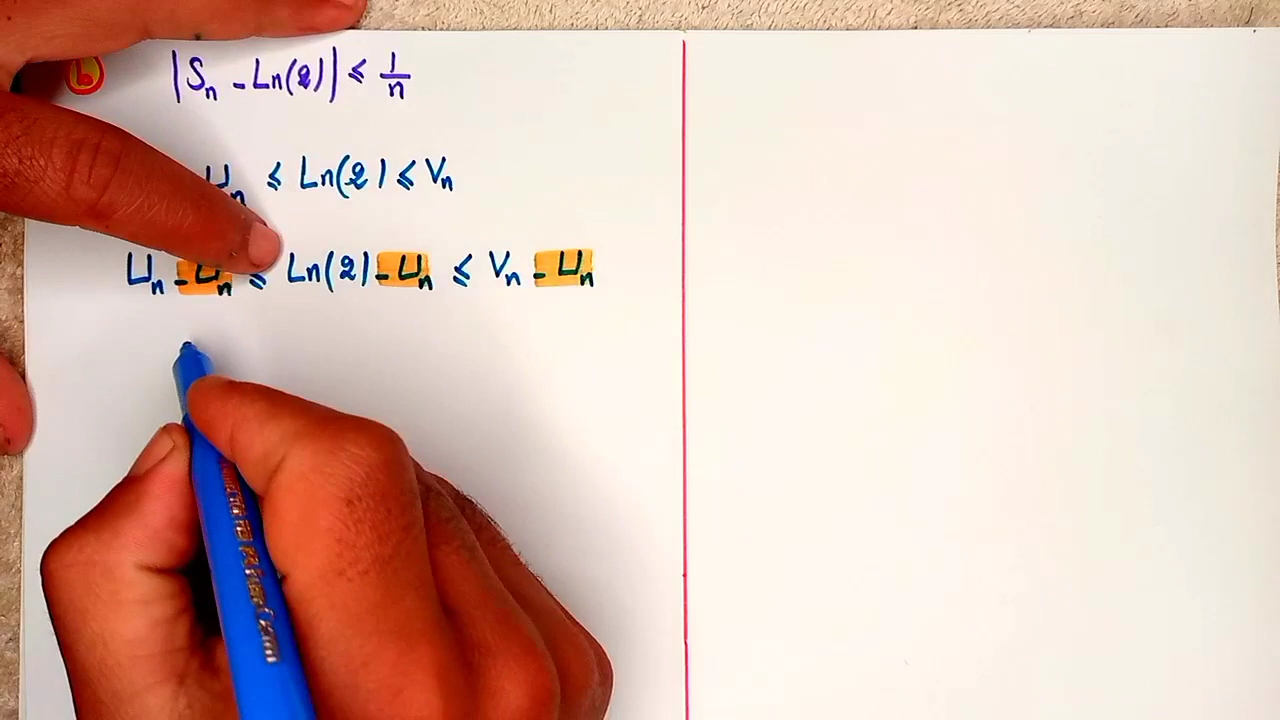 b |Sn - Ln(2)| ≤ 1/n
Un ≤ Ln(2) ≤ Vn
Un - Un ≤ Ln(2) - Un ≤ Vn - Un